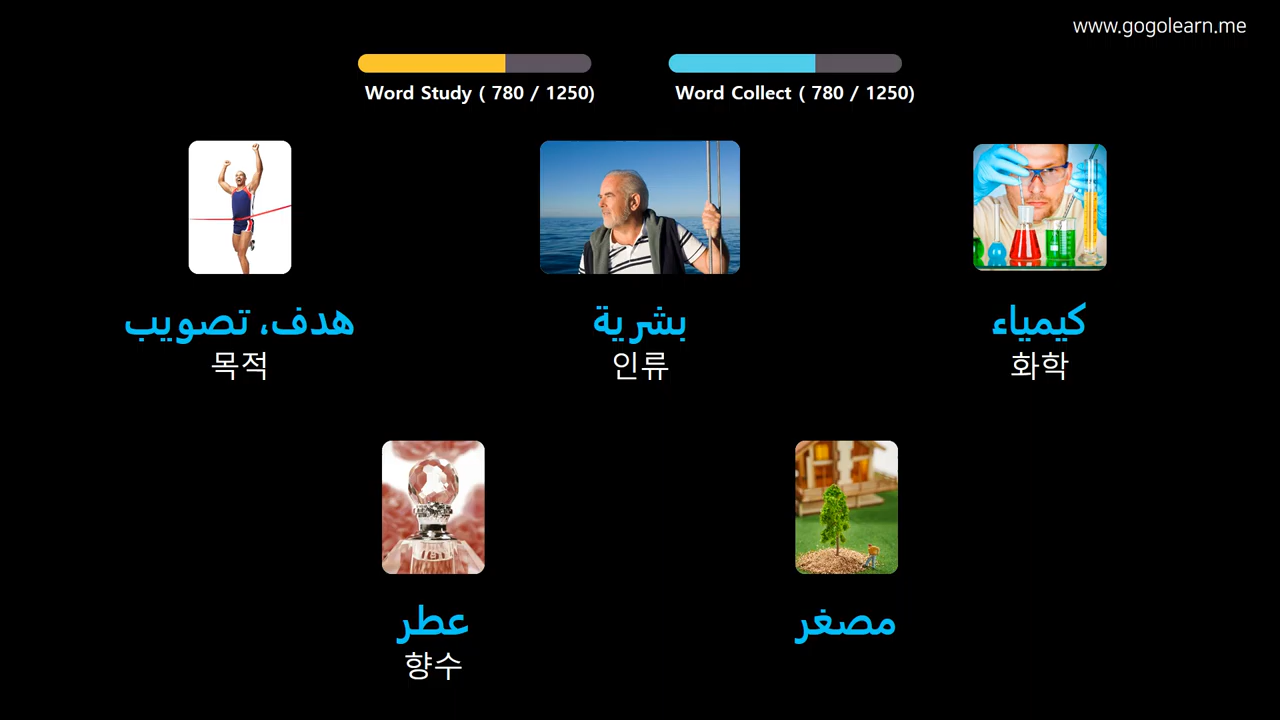 www.gogolearn.me
Word Study ( 780 / 1250)
Word Collect ( 780 / 1250)
هدف، تصويب
목적
بشرية
인류
كيمياء
화학
عطر
향수
مصغر